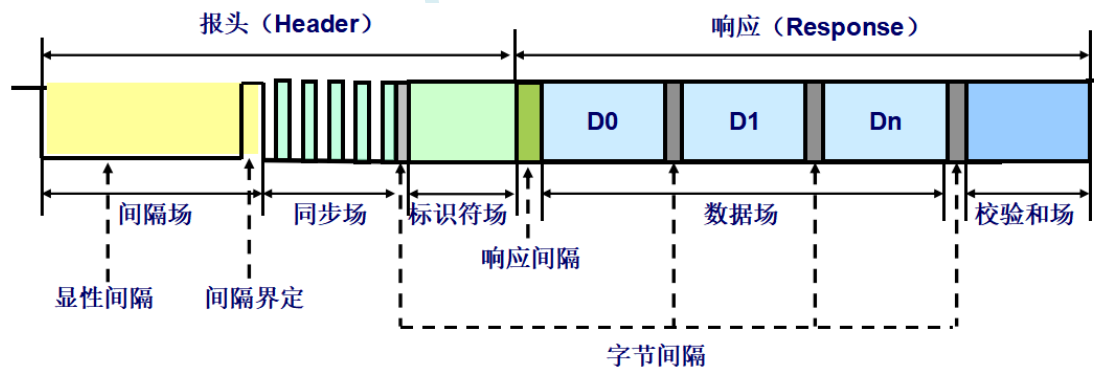 报头（Header）
响应（Response）
D0
D1
Dn
间隔场
同步场
标识符场
数据场
校验和场
响应间隔
显性间隔
间隔界定
字节间隔